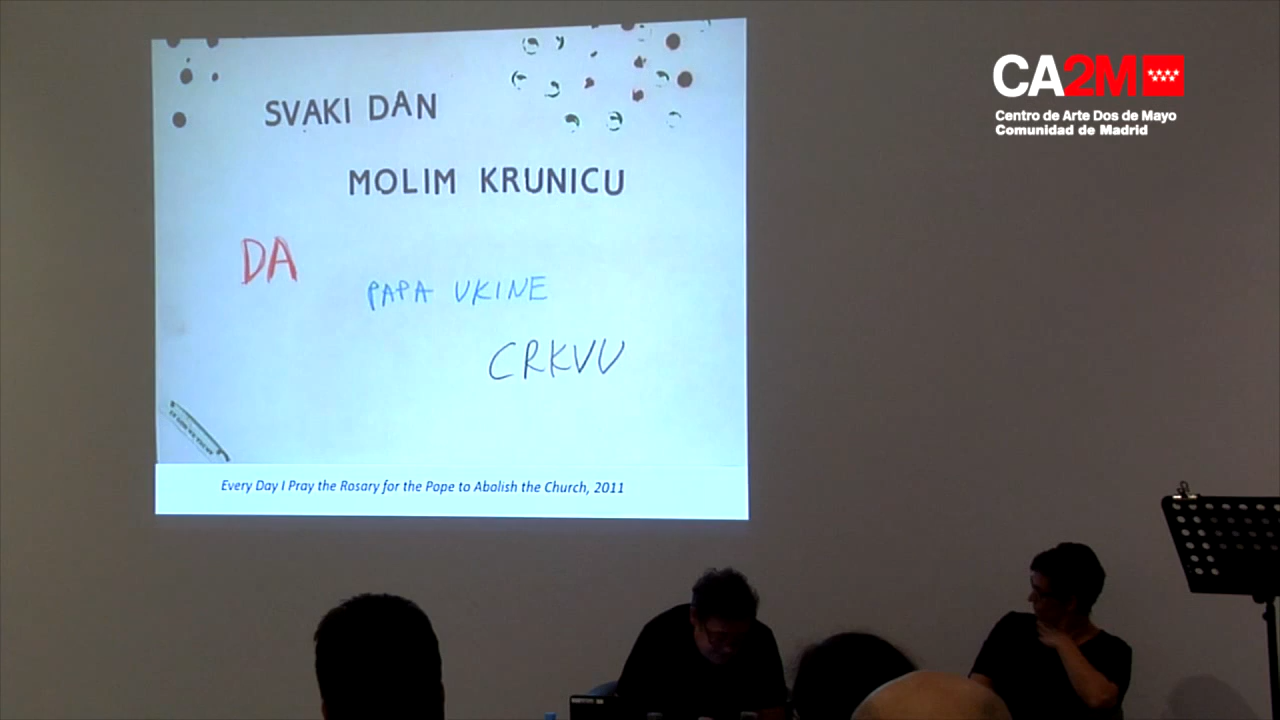 SVAKI DAN
MOLIM KRUNICU
DA
PAPA UKINE
CRKVU
Every Day I Pray the Rosary for the Pope to Abolish the Church, 2011
CA2M
Centro de Arte Dos de Mayo
Comunidad de Madrid